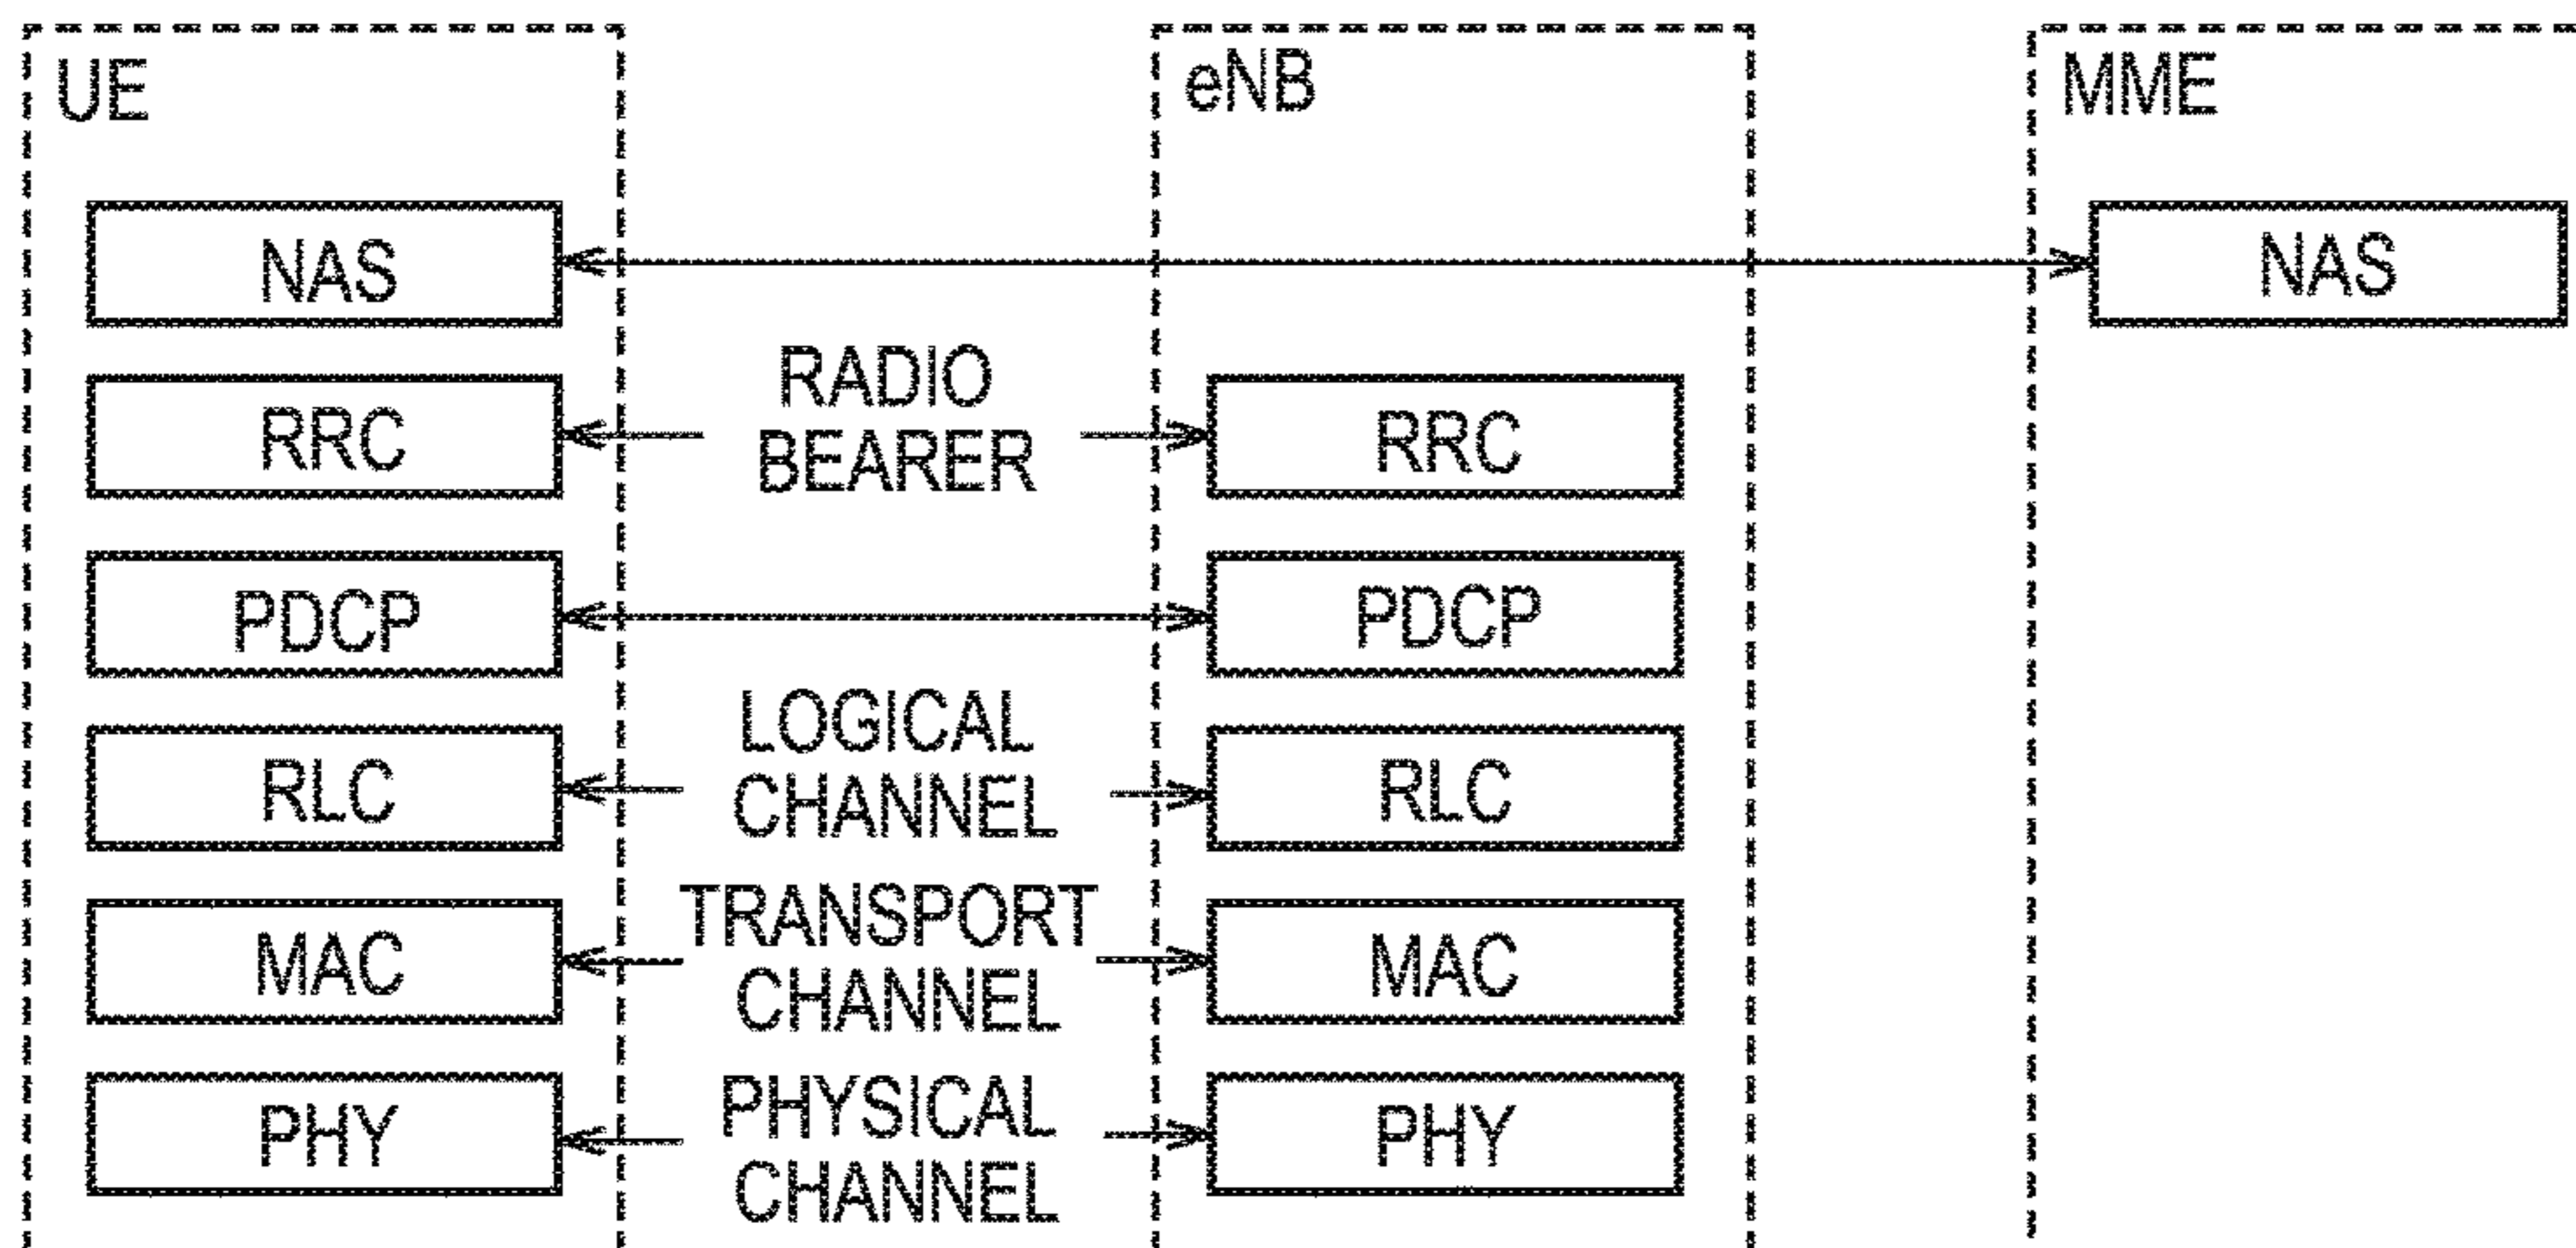 UE
eNB
MME
NAS
NAS
RADIO
BEARER
RRC
RRC
PDCP
PDCP
LOGICAL
CHANNEL
RLC
RLC
TRANSPORT
CHANNEL
MAC
MAC
PHYSICAL
CHANNEL
PHY
PHY